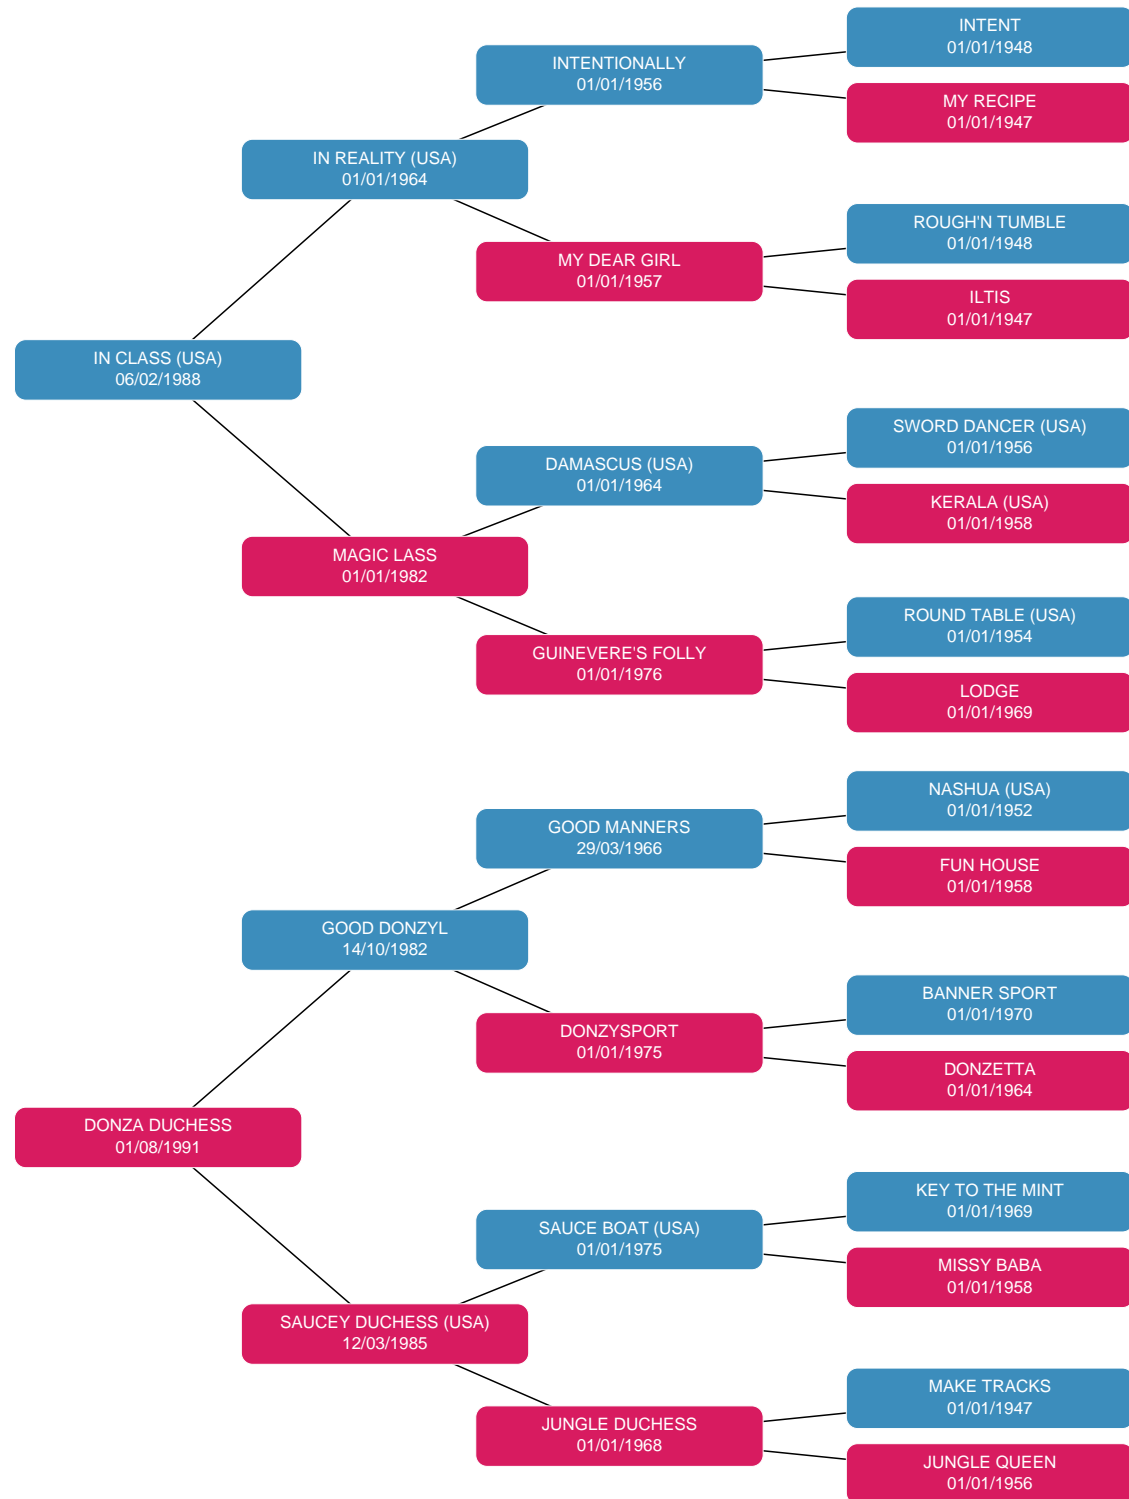 INTENT
01/01/1948
INTENTIONALLY
01/01/1956
MY RECIPE
01/01/1947
IN REALITY (USA)
01/01/1964
ROUGH'N TUMBLE
01/01/1948
MY DEAR GIRL
01/01/1957
ILTIS
01/01/1947
IN CLASS (USA)
06/02/1988
SWORD DANCER (USA)
01/01/1956
DAMASCUS (USA)
01/01/1964
KERALA (USA)
01/01/1958
MAGIC LASS
01/01/1982
ROUND TABLE (USA)
01/01/1954
GUINEVERE'S FOLLY
01/01/1976
LODGE
01/01/1969
NASHUA (USA)
01/01/1952
GOOD MANNERS
29/03/1966
FUN HOUSE
01/01/1958
GOOD DONZYL
14/10/1982
BANNER SPORT
01/01/1970
DONZYSPORT
01/01/1975
DONZETTA
01/01/1964
DONZA DUCHESS
01/08/1991
KEY TO THE MINT
01/01/1969
SAUCE BOAT (USA)
01/01/1975
MISSY BABA
01/01/1958
SAUCEY DUCHESS (USA)
12/03/1985
MAKE TRACKS
01/01/1947
JUNGLE DUCHESS
01/01/1968
JUNGLE QUEEN
01/01/1956